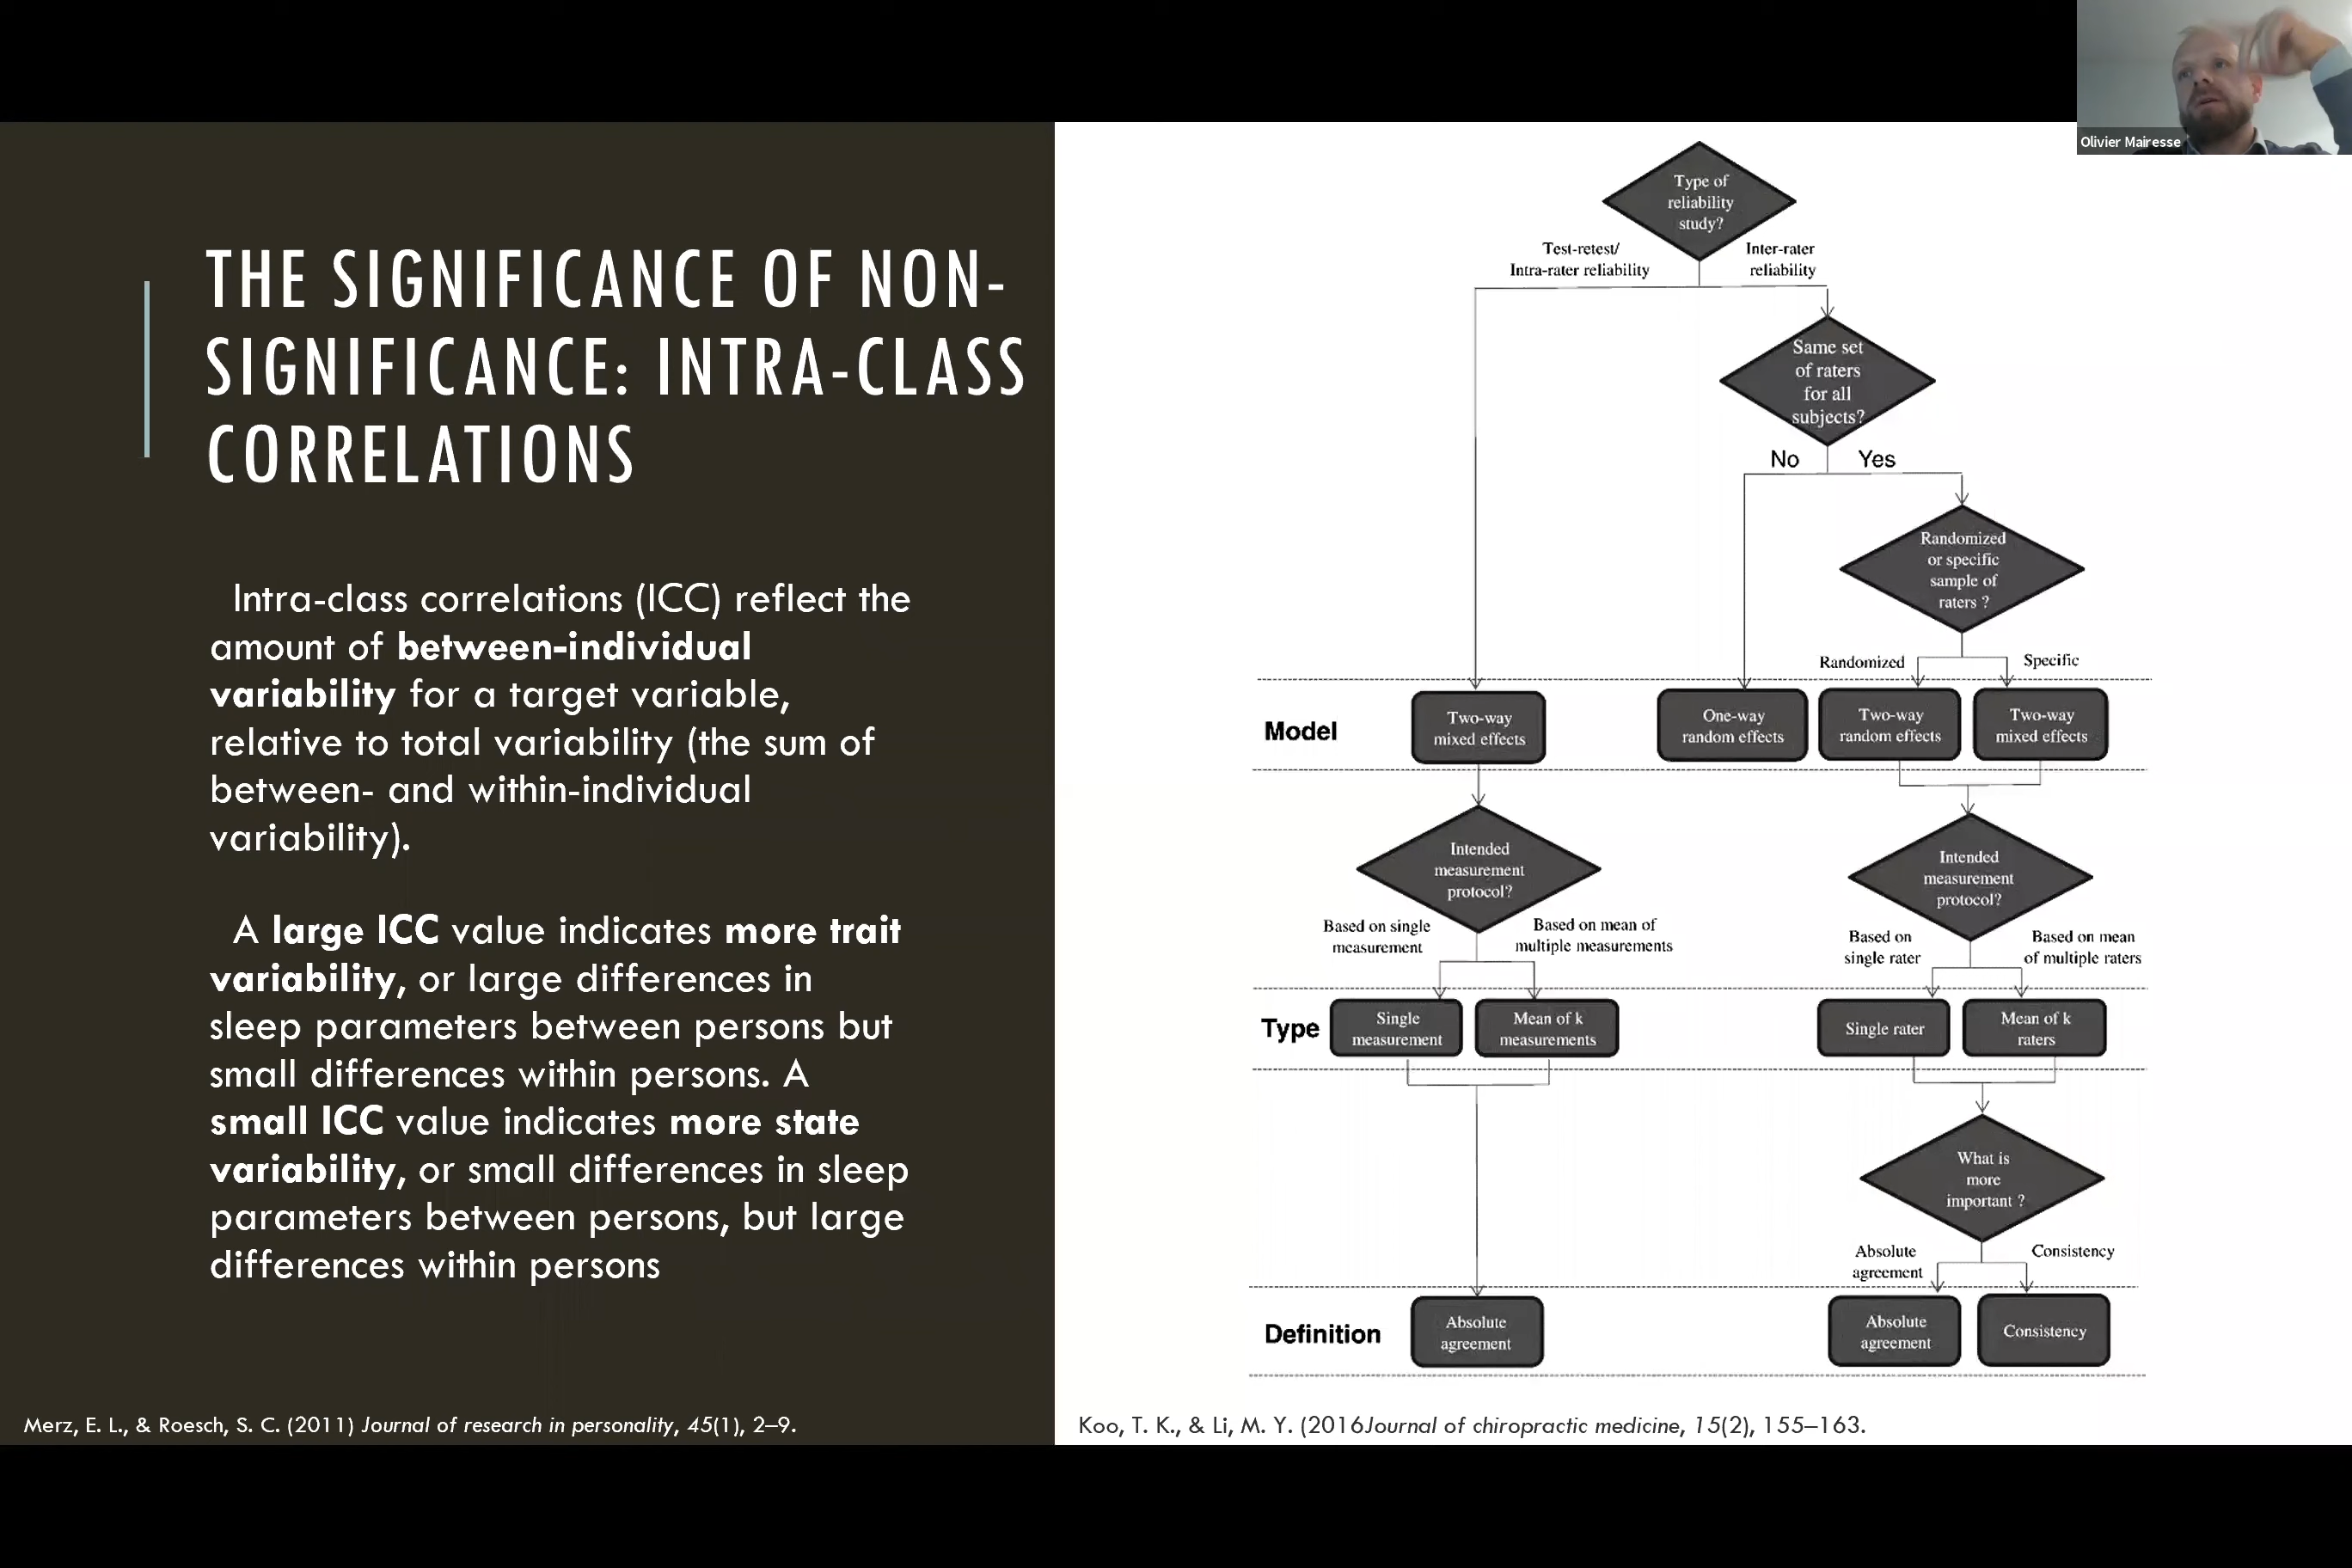 Olivier Mairesse
THE SIGNIFICANCE OF NON-
SIGNIFICANCE: INTRA-CLASS
CORRELATIONS
Intra-class correlations (ICC) reflect the
amount of between-individual
variability for a target variable,
relative to total variability (the sum of
between- and within-individual
variability).
A large ICC value indicates more trait
variability, or large differences in
sleep parameters between persons but
small differences within persons. A
small ICC value indicates more state
variability, or small differences in sleep
parameters between persons, but large
differences within persons
Merz, E. L., & Roesch, S. C. (2011) Journal of research in personality, 45(1), 2–9.
Type of
reliability
study?
Test-retest/
Intra-rater reliability
Inter-rater
reliability
Same set
of raters
for all
subjects?
No
Yes
Randomized
or specific
sample of
raters ?
Randomized
Specific
Model
Two-way
mixed effects
One-way
random effects
Two-way
random effects
Two-way
mixed effects
Intended
measurement
protocol?
Intended
measurement
protocol?
Based on single
measurement
Based on mean of
multiple measurements
Based on
single rater
Based on mean
of multiple raters
Type
Single
measurement
Mean of k
measurements
Single rater
Mean of k
raters
What is
more
important ?
Absolute
agreement
Consistency
Definition
Absolute
agreement
Absolute
agreement
Consistency
Koo, T. K., & Li, M. Y. (2016Journal of chiropractic medicine, 15(2), 155–163.